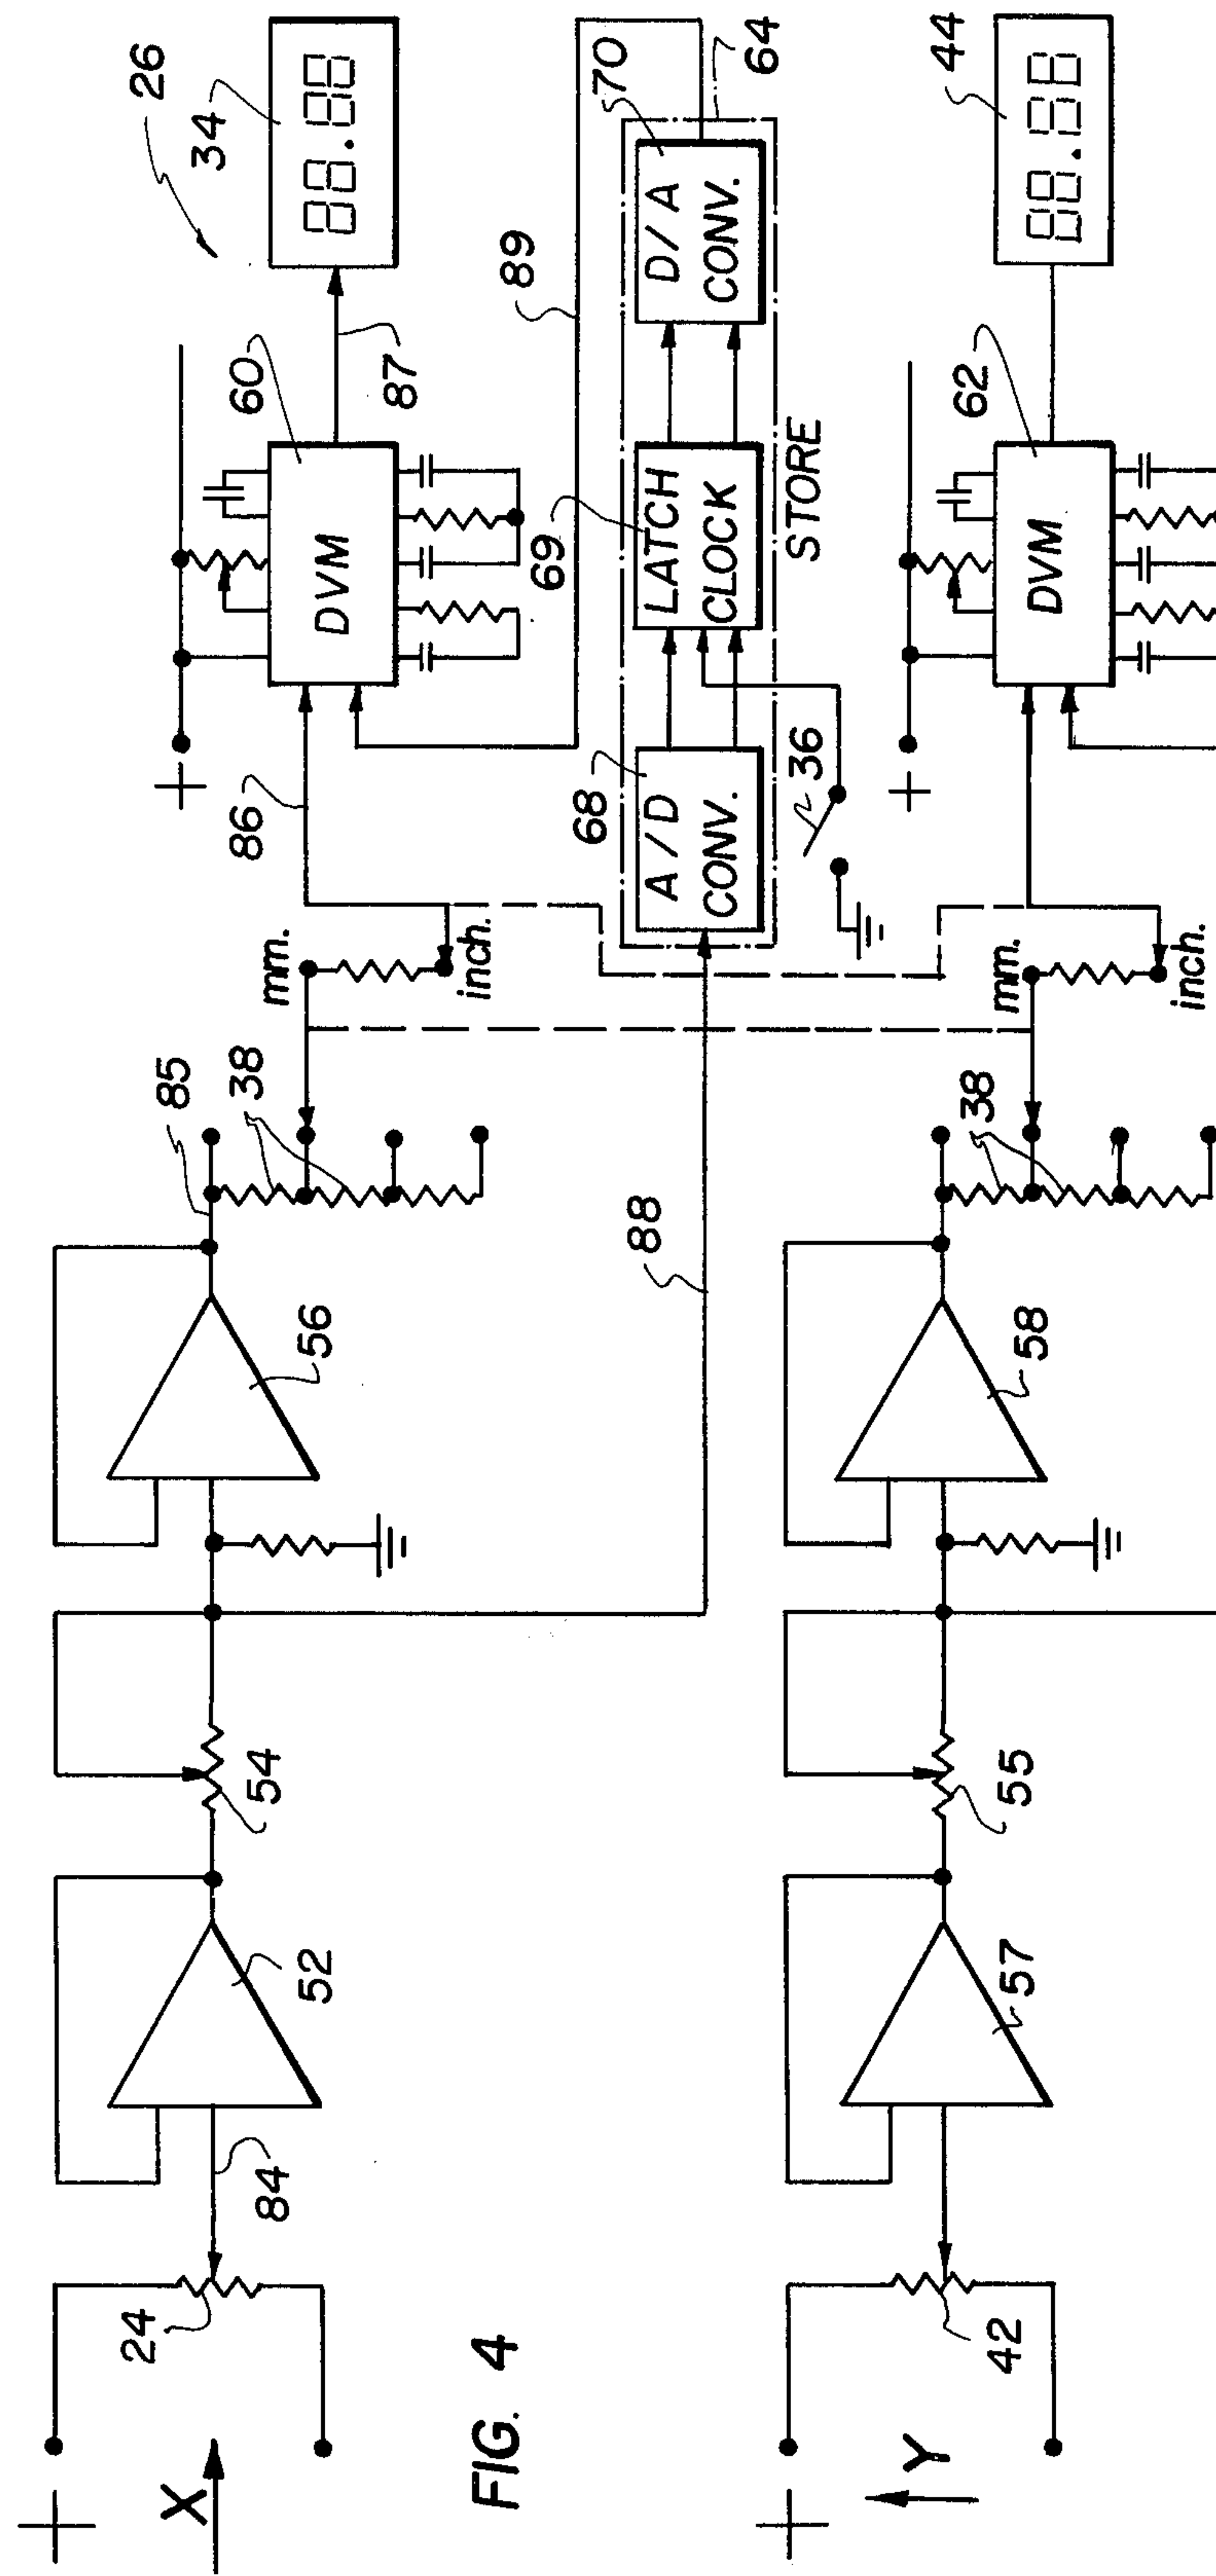 +
X
24
84
52
54
56
85
38
mm.
inch.
86
+
DVM
60
87
34
88.88
26
FIG. 4
88
68
A/D
CONV.
69
LATCH
CLOCK
D/A
CONV.
70
64
89
STORE
36
+
Y
42
57
55
58
38
mm.
inch.
+
DVM
62
44
88.88